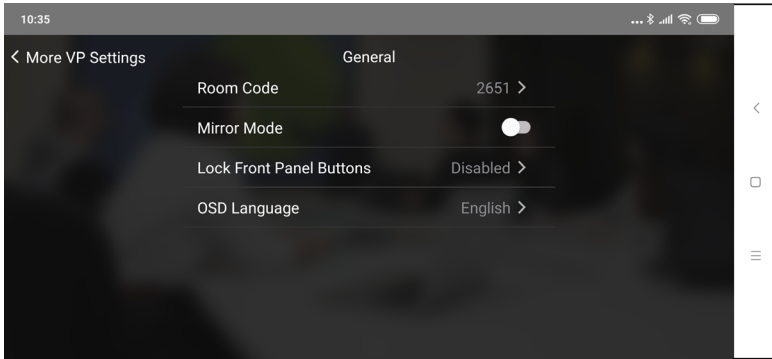 10:35
More VP Settings
General
Room Code 2651
Mirror Mode
Lock Front Panel Buttons Disabled
OSD Language English